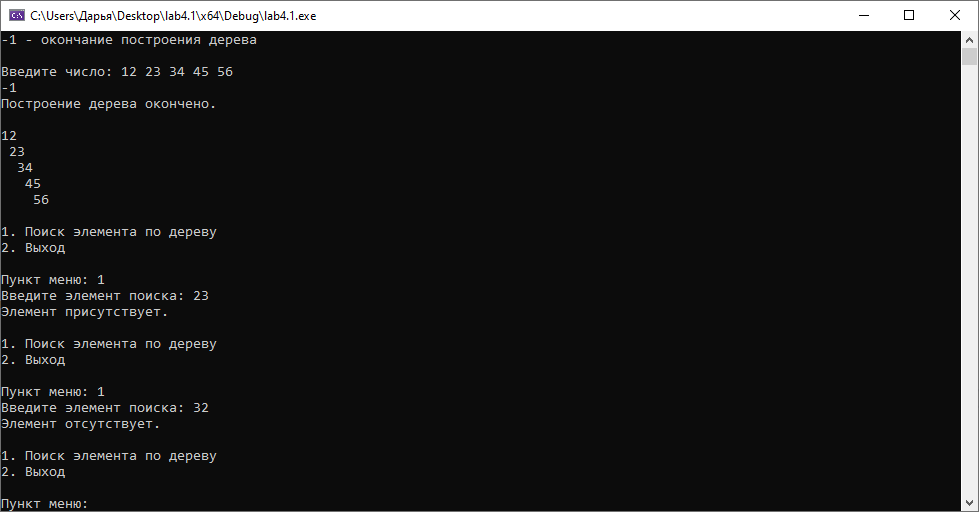 C:\Users\Дарья\Desktop\lab4.1\x64\Debug\lab4.1.exe
-1 - окончание построения дерева
Введите число: 12 23 34 45 56
-1
Построение дерева окончено.
12
23
34
45
56
1. Поиск элемента по дереву
2. Выход
Пункт меню: 1
Введите элемент поиска: 23
Элемент присутствует.
1. Поиск элемента по дереву
2. Выход
Пункт меню: 1
Введите элемент поиска: 32
Элемент отсутствует.
1. Поиск элемента по дереву
2. Выход
Пункт меню: